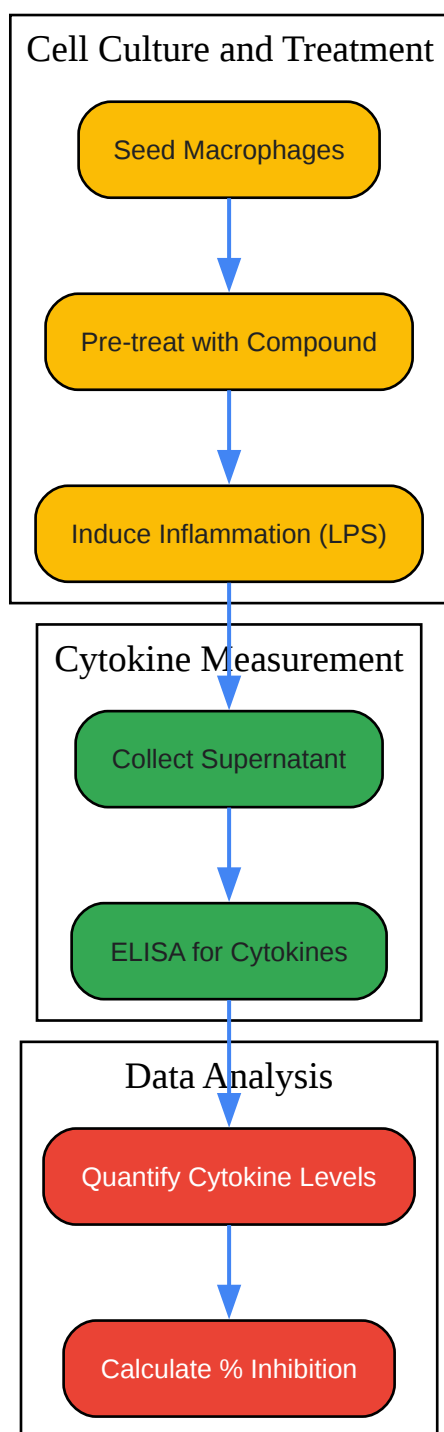 Cell Culture and Treatment
Seed Macrophages
Pre-treat with Compound
Induce Inflammation (LPS)
Cytokine Measurement
Collect Supernatant
ELISA for Cytokines
Data Analysis
Quantify Cytokine Levels
Calculate % Inhibition